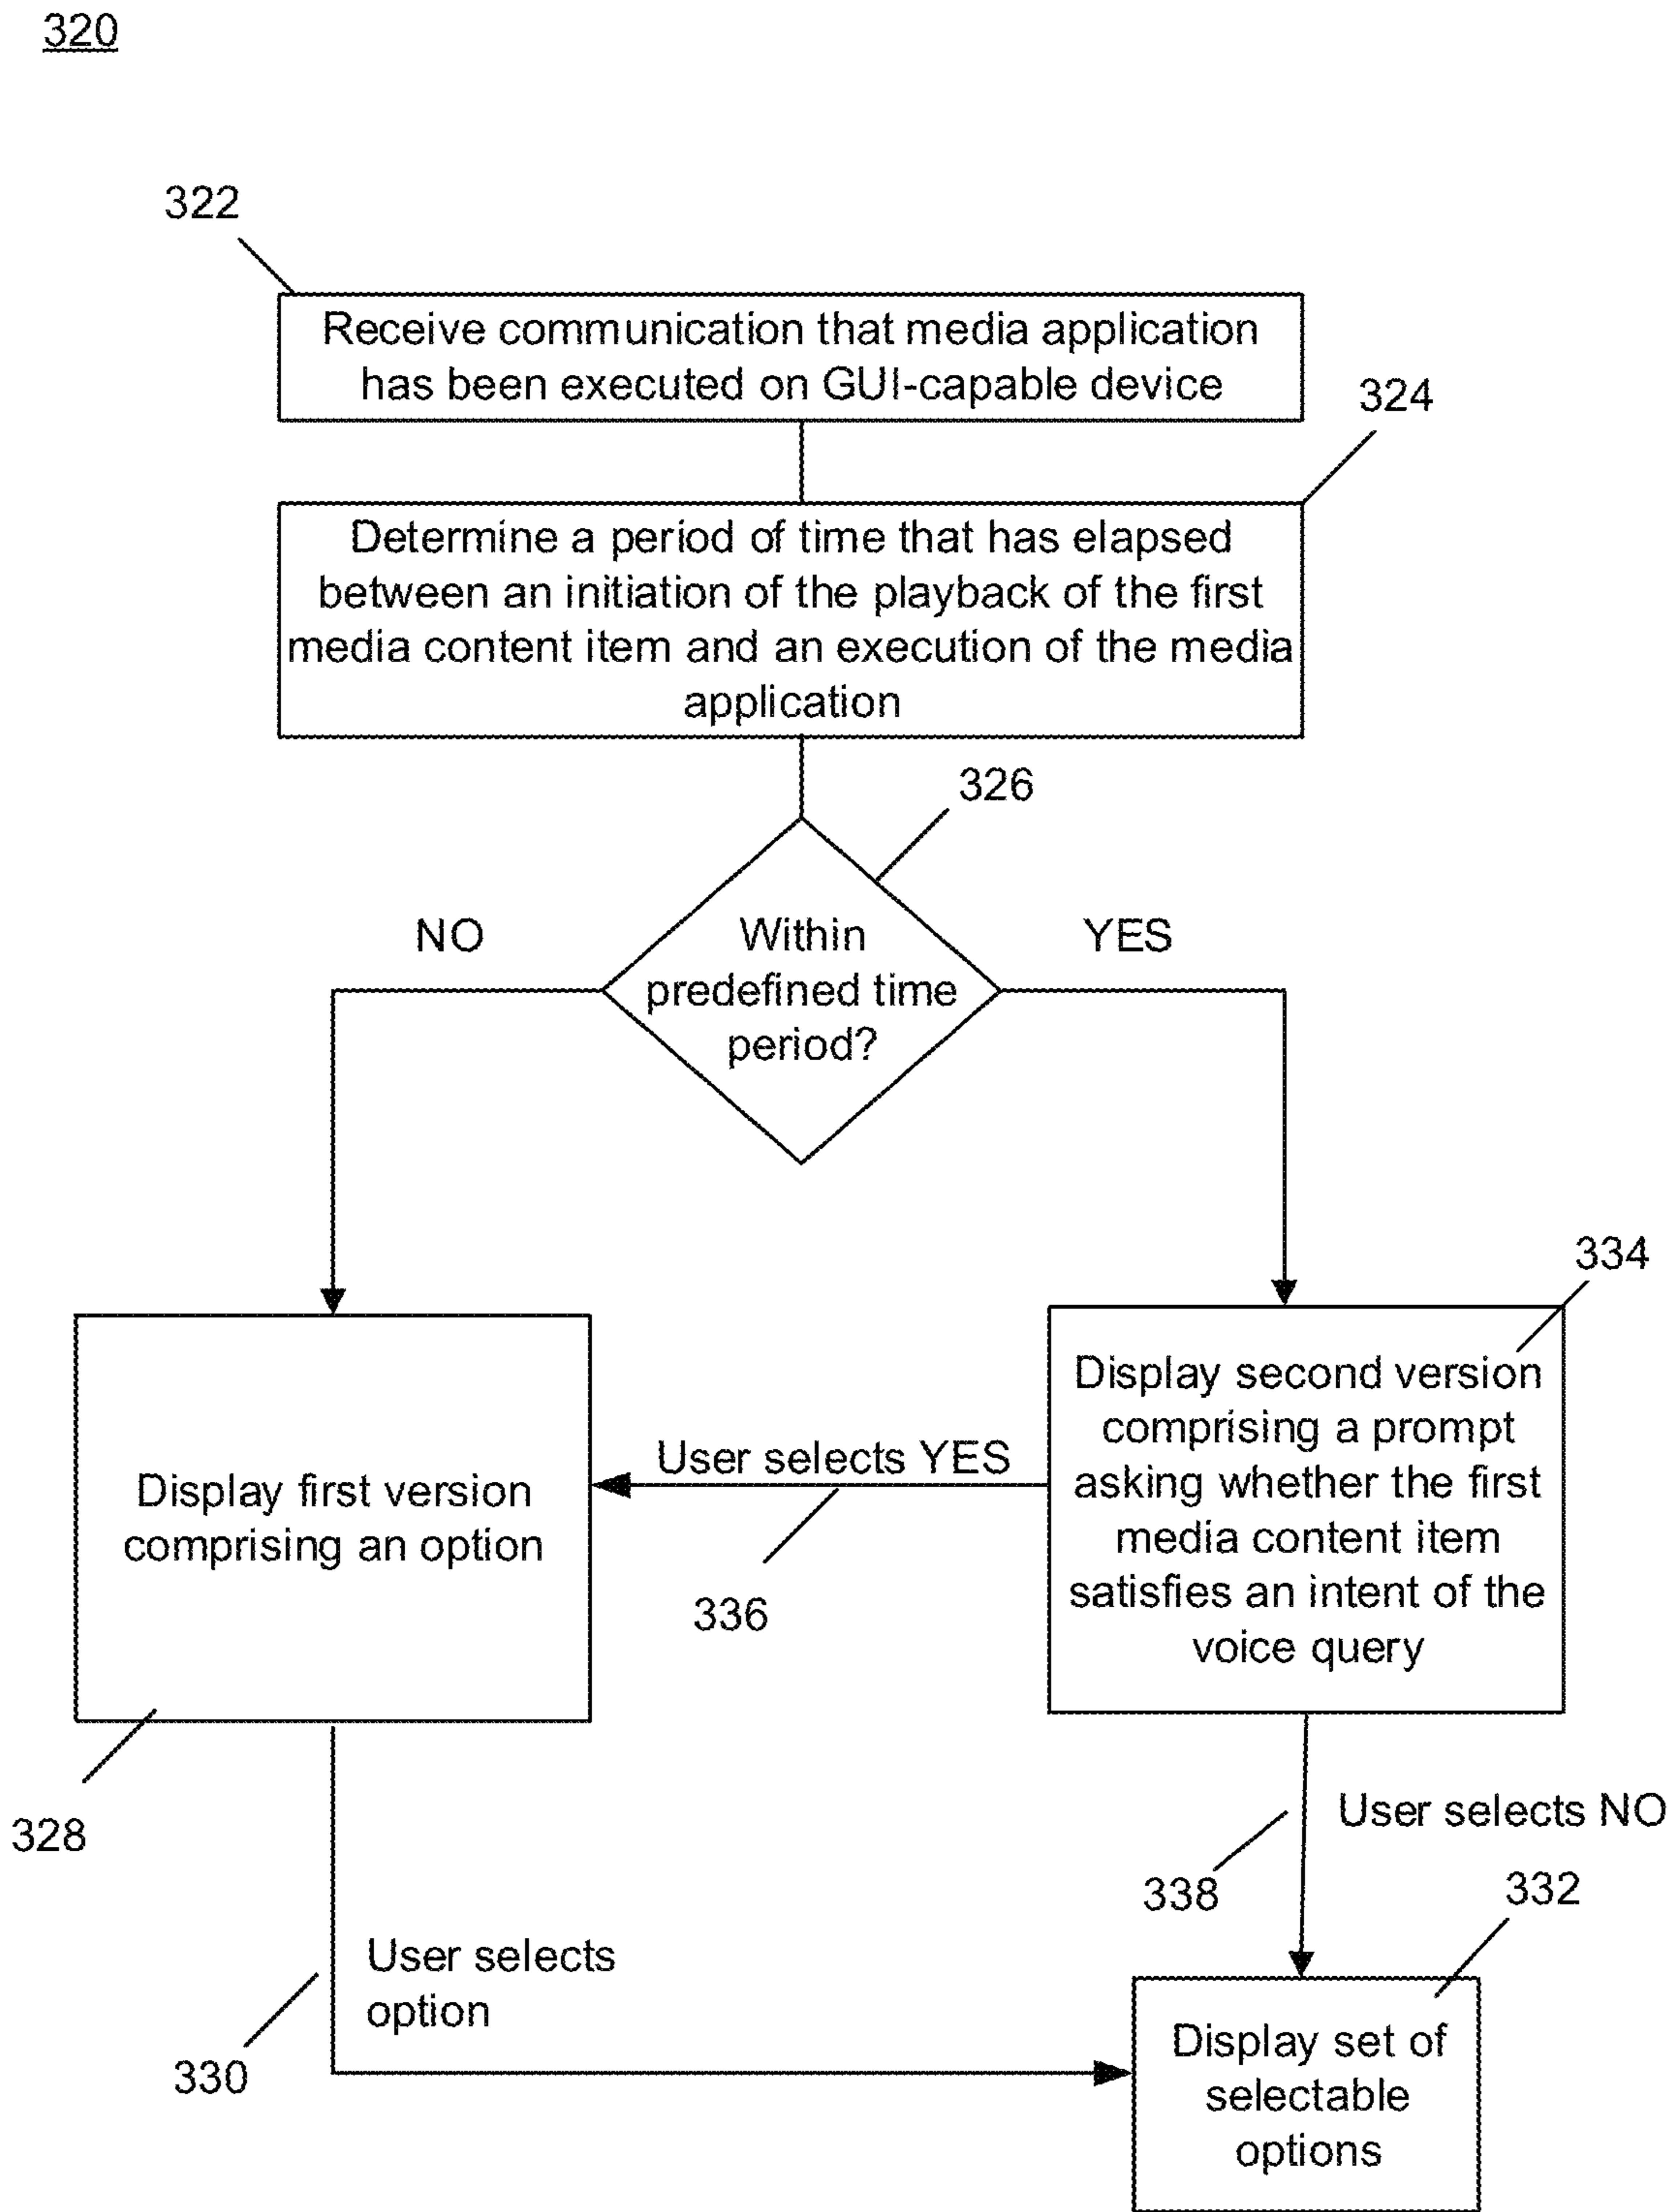 320
322
Receive communication that media application
has been executed on GUI-capable device
324
Determine a period of time that has elapsed
between an initiation of the playback of the first
media content item and an execution of the media
application
326
NO
Within
predefined time
period?
YES
334
Display first version
comprising an option
User selects YES
336
Display second version
comprising a prompt
asking whether the first
media content item
satisfies an intent of the
voice query
328
User selects NO
338
332
User selects
option
330
Display set of
selectable
options